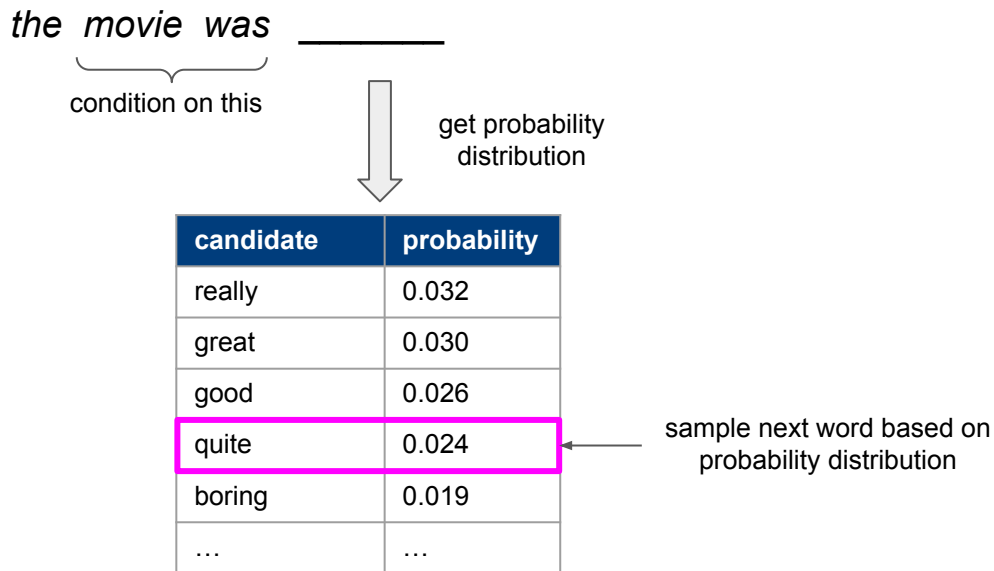 the movie was _______
condition on this
get probability
distribution
candidate probability
really 0.032
great 0.030
good 0.026
quite 0.024
sample next word based on
probability distribution
boring 0.019
… …